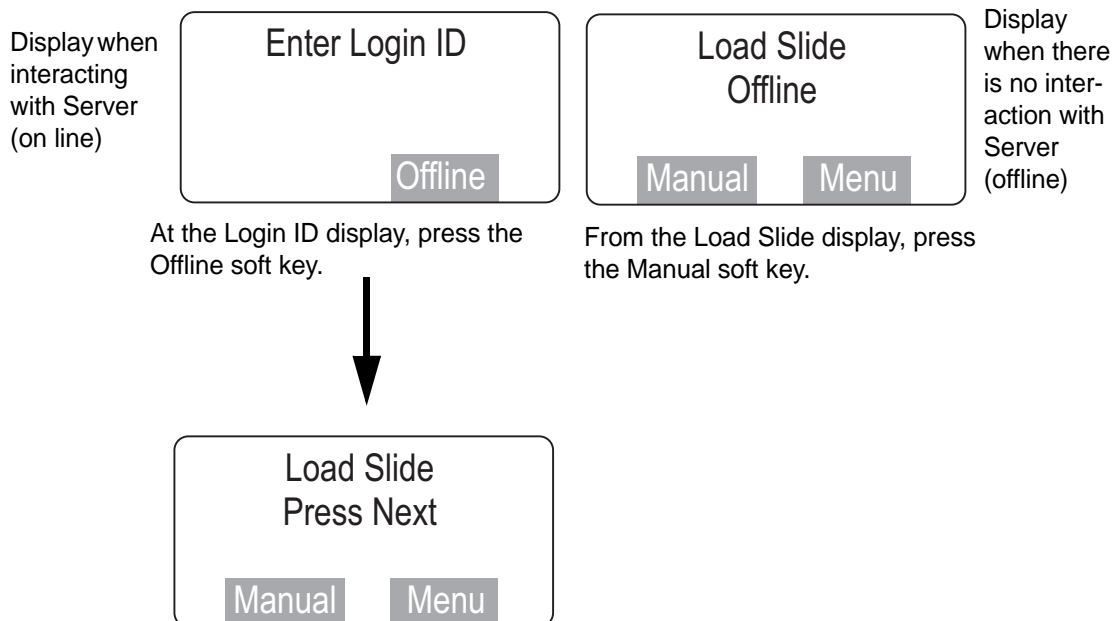 Display when
interacting
with Server
(on line)
Enter Login ID
Offline
At the Login ID display, press the
Offline soft key.
Load Slide
Offline
Manual Menu
Display
when there
is no inter-
action with
Server
(offline)
From the Load Slide display, press
the Manual soft key.
Load Slide
Press Next
Manual Menu